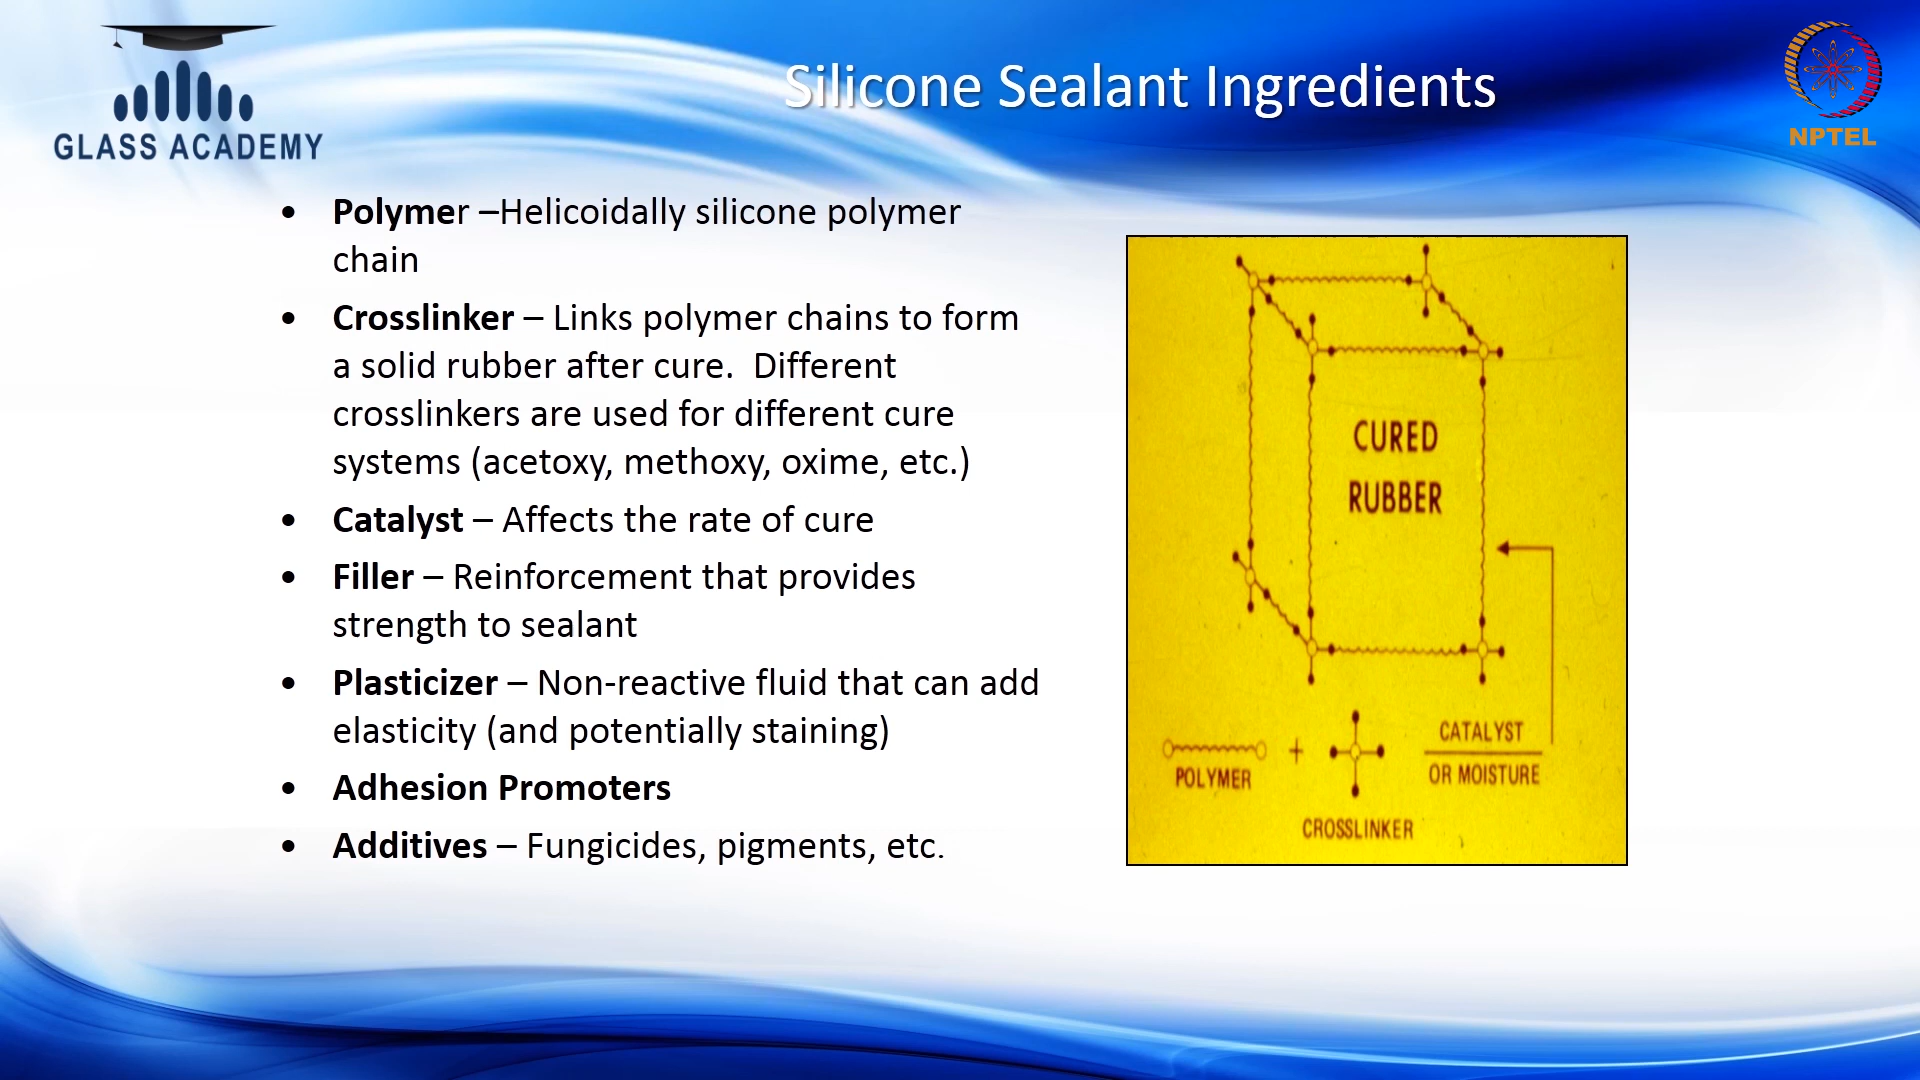 GLASS ACADEMY
Silicone Sealant Ingredients
NPTEL
• Polymer –Helicoidally silicone polymer
chain
• Crosslinker – Links polymer chains to form
a solid rubber after cure.  Different
crosslinkers are used for different cure
systems (acetoxy, methoxy, oxime, etc.)
• Catalyst – Affects the rate of cure
• Filler – Reinforcement that provides
strength to sealant
• Plasticizer – Non-reactive fluid that can add
elasticity (and potentially staining)
• Adhesion Promoters
• Additives – Fungicides, pigments, etc.
CURED
RUBBER
POLYMER
+
CROSSLINKER
CATALYST
OR MOISTURE